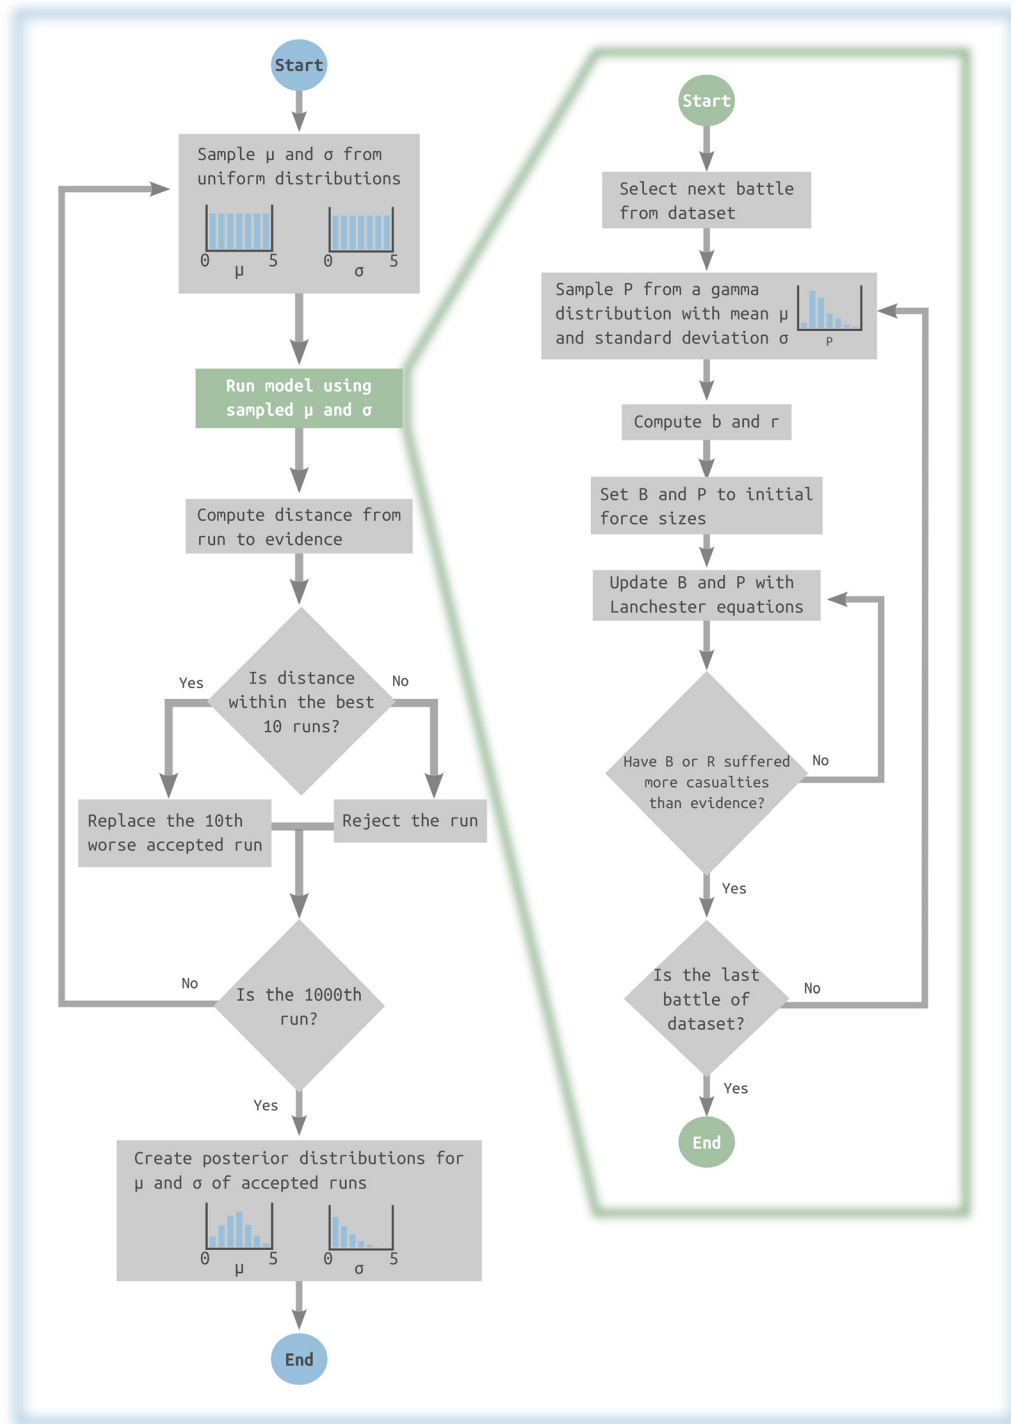 Start
Sample μ and σ from
uniform distributions
0 5
μ
0 5
σ
Run model using
sampled μ and σ
Compute distance from
run to evidence
Is distance
within the best
10 runs?
Yes
No
Replace the 10th
worse accepted run
Reject the run
Is the 1000th
run?
No
Yes
Create posterior distributions for
μ and σ of accepted runs
0 5
μ
0 5
σ
End
Start
Select next battle
from dataset
Sample P from a gamma
distribution with mean μ
and standard deviation σ
P
Compute b and r
Set B and P to initial
force sizes
Update B and P with
Lanchester equations
Have B or R suffered
more casualties
than evidence?
No
Yes
Is the last
battle of
dataset?
No
Yes
End